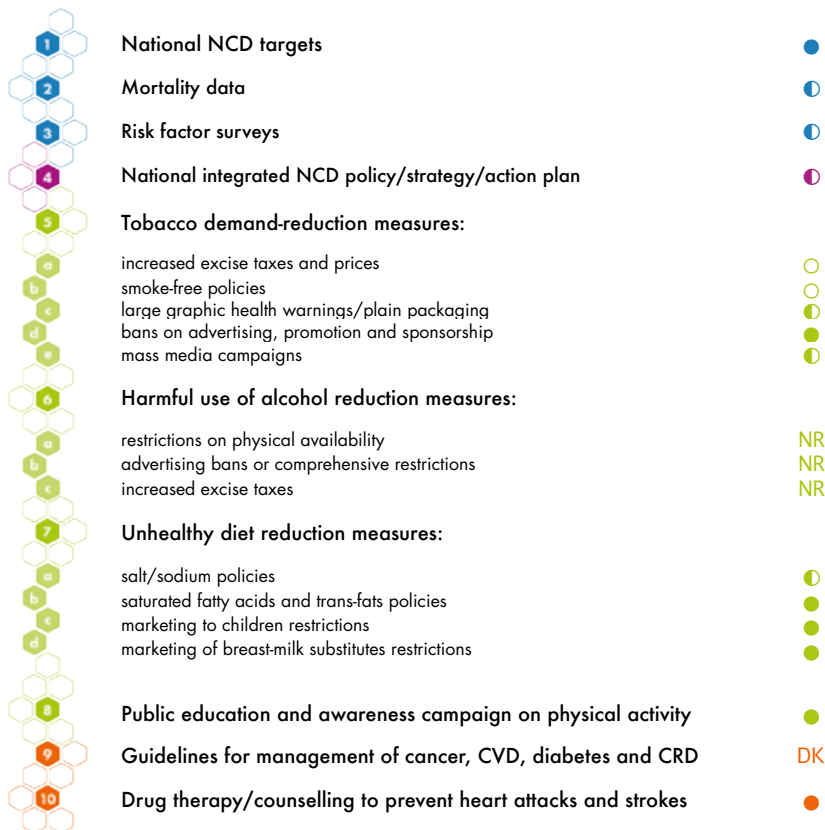 1 National NCD targets ●
2 Mortality data ◐
3 Risk factor surveys ◐
4 National integrated NCD policy/strategy/action plan ◐
5 Tobacco demand-reduction measures:
a increased excise taxes and prices ○
b smoke-free policies ○
c large graphic health warnings/plain packaging ◐
d bans on advertising, promotion and sponsorship ●
e mass media campaigns ◐
6 Harmful use of alcohol reduction measures:
a restrictions on physical availability NR
b advertising bans or comprehensive restrictions NR
c increased excise taxes NR
7 Unhealthy diet reduction measures:
a salt/sodium policies ◐
b saturated fatty acids and trans-fats policies ●
c marketing to children restrictions ●
d marketing of breast-milk substitutes restrictions ●
8 Public education and awareness campaign on physical activity ●
9 Guidelines for management of cancer, CVD, diabetes and CRD DK
10 Drug therapy/counselling to prevent heart attacks and strokes ●